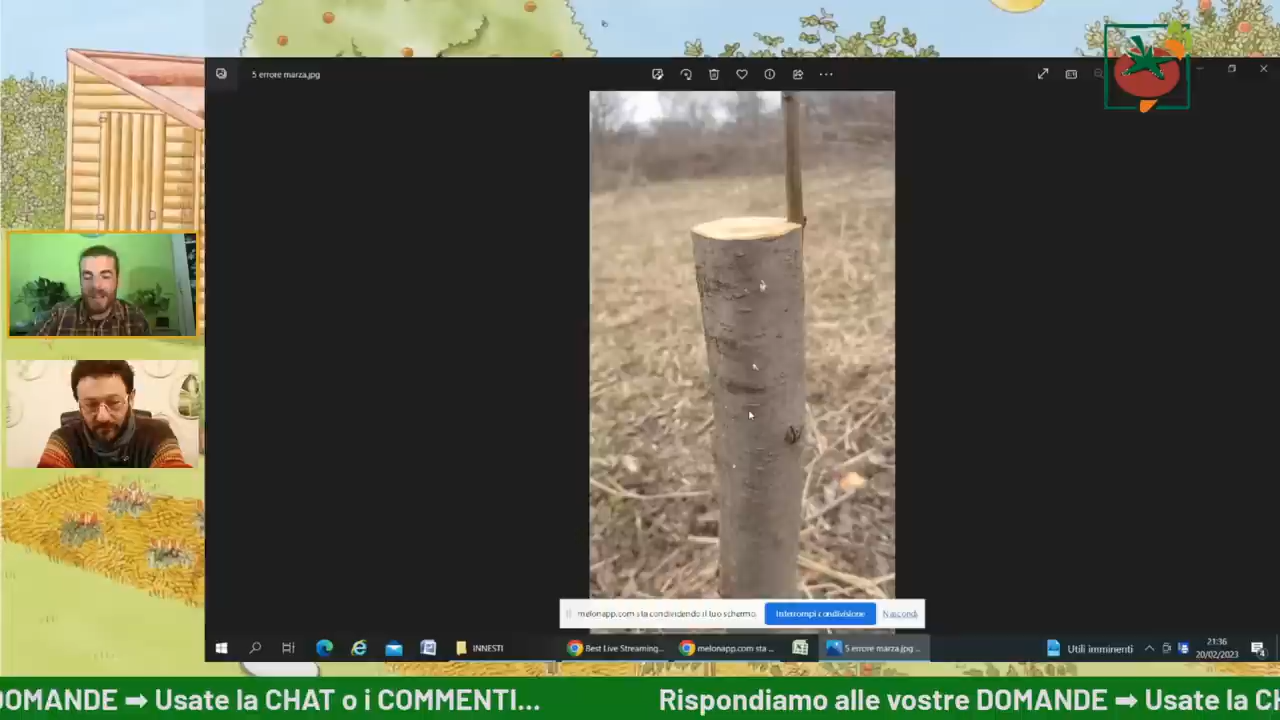 5 errore marza.jpg
melonapp.com sta condividendo il tuo schermo.
Interrompi condivisione
Nascondi
INNESTI
Best Live Streaming...
melonapp.com sta ...
5 errore marza.jpg ...
Utili imminenti
21:36
20/02/2023
4
DOMANDE ➡ Usate la CHAT o i COMMENTI...
Rispondiamo alle vostre DOMANDE ➡ Usate la CH